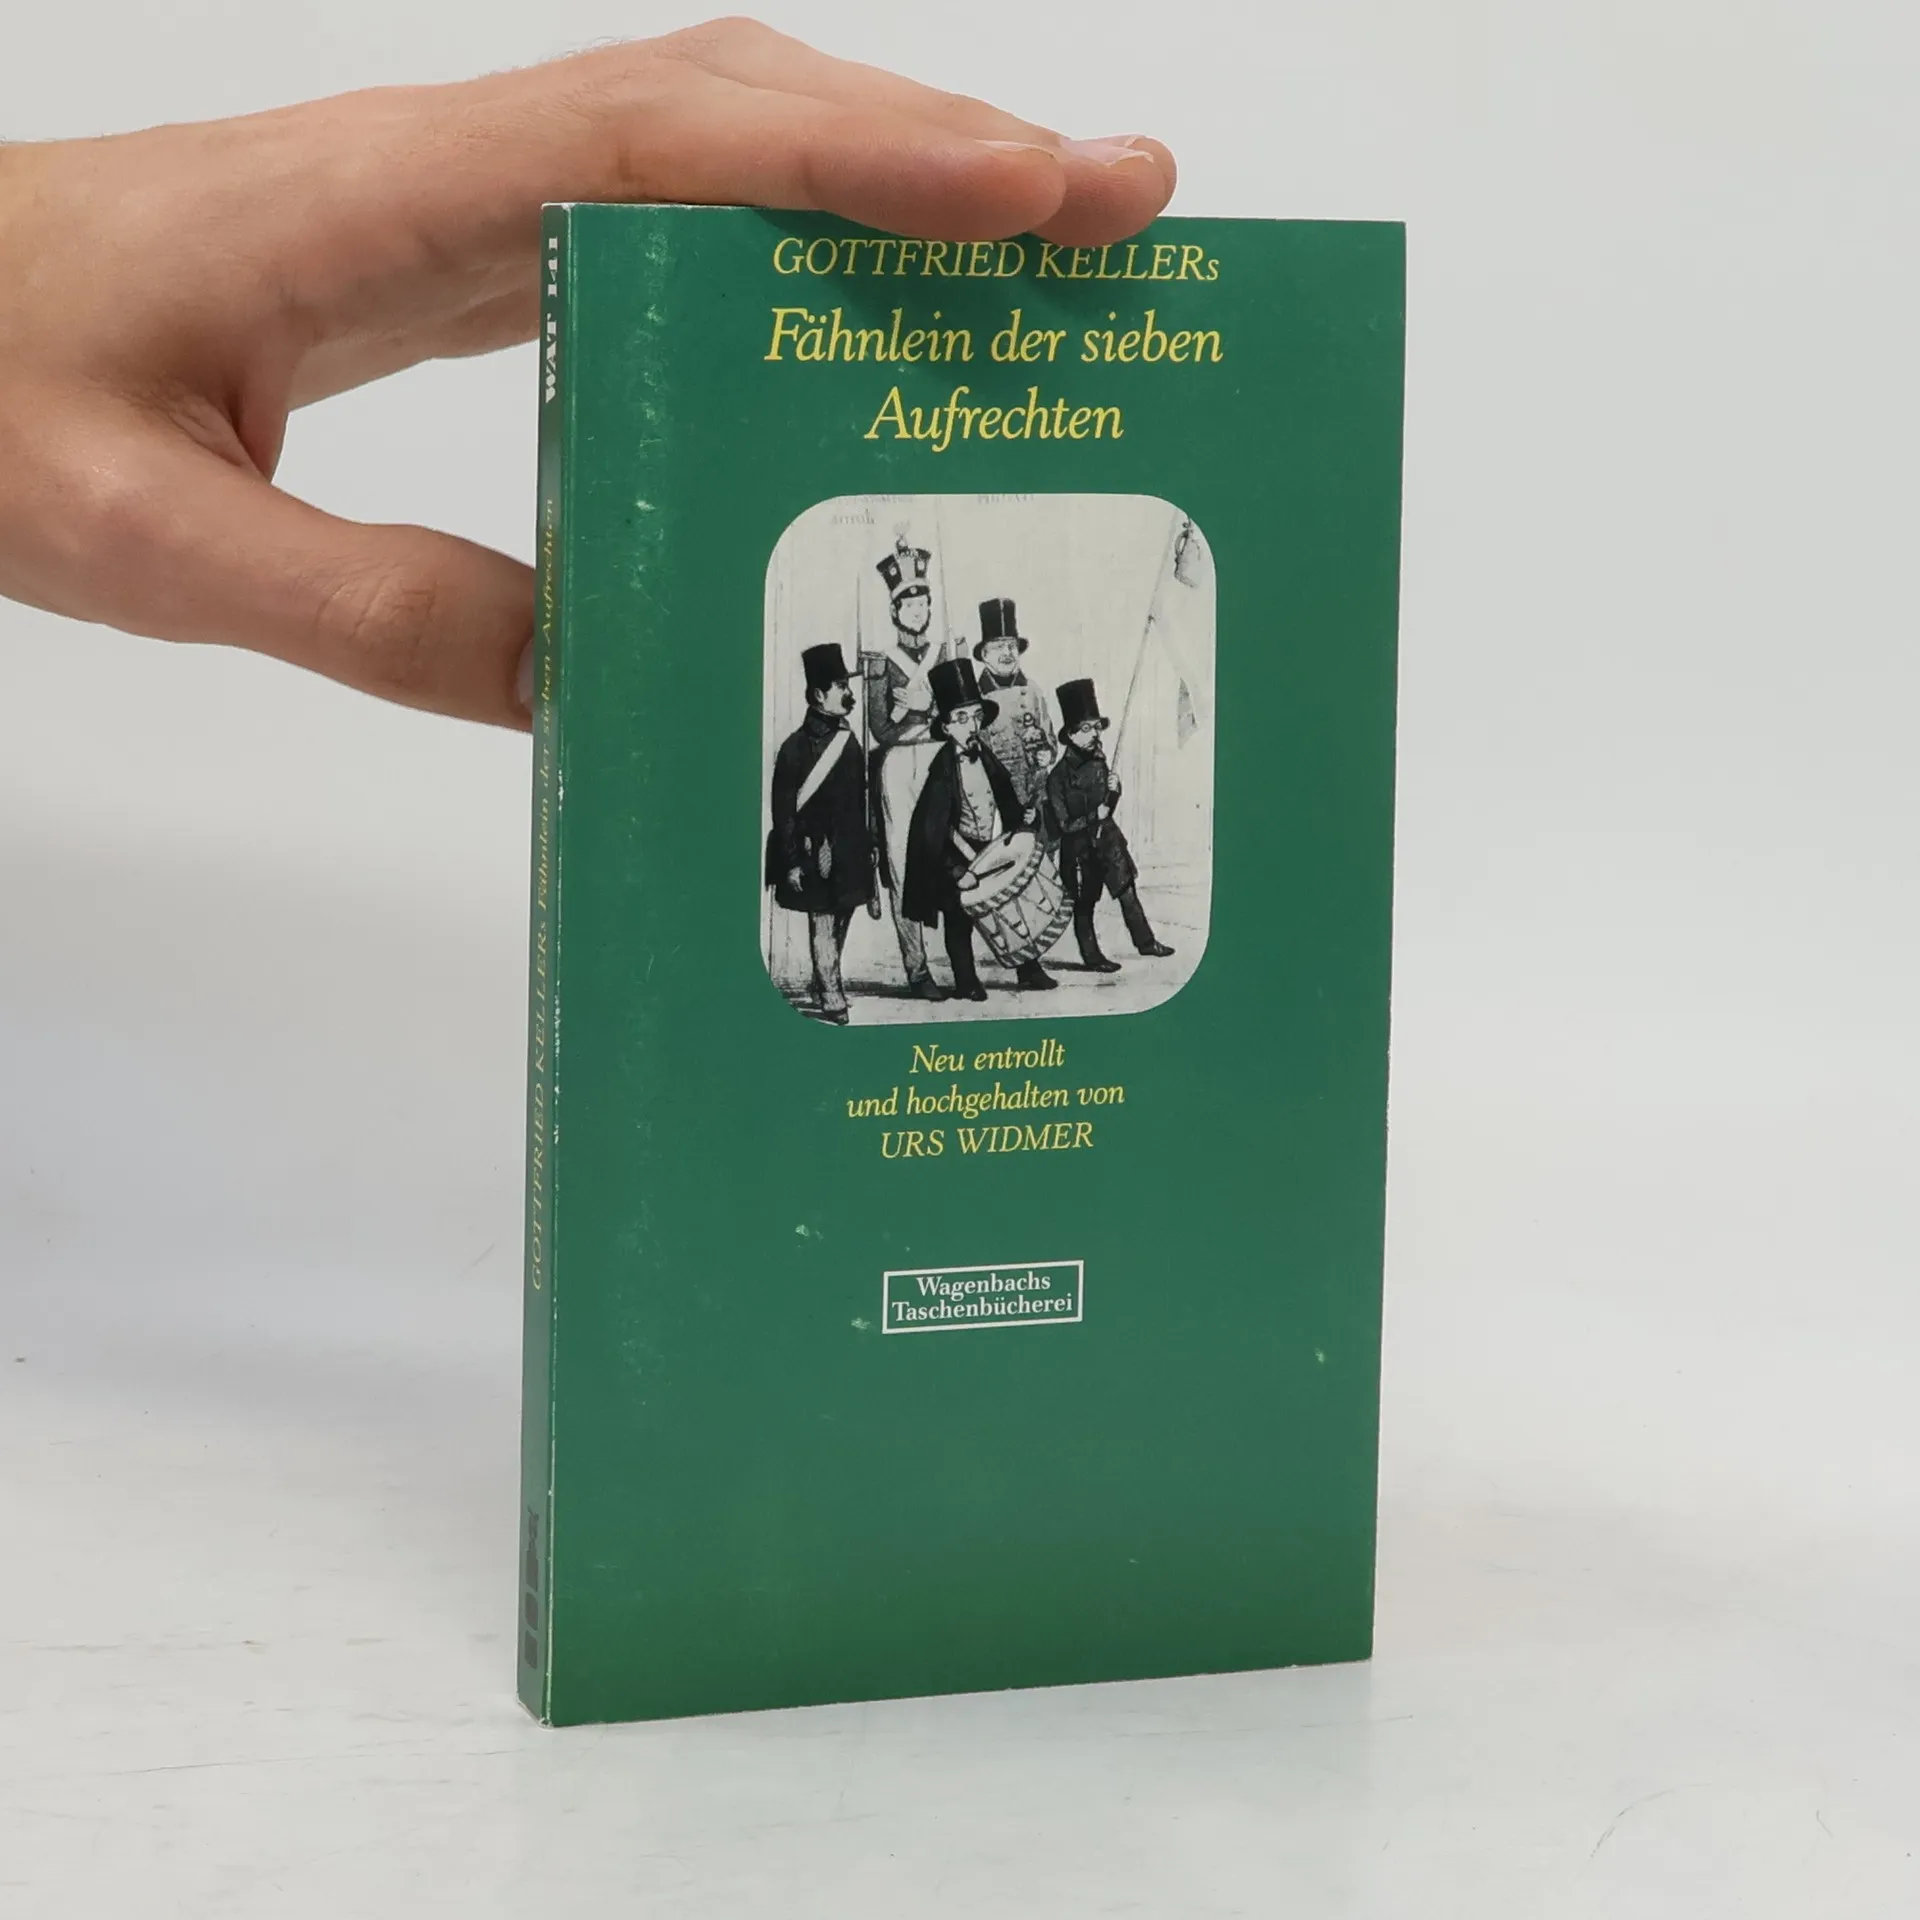 GOTTFRIED KELLERs
Fähnlein der sieben
Aufrechten
Neu entrollt
und hochgehalten von
URS WIDMER
Wagenbachs
Taschenbücherei
WAT 141
GOTTFRIED KELLERs Fähnlein der sieben Aufrechten